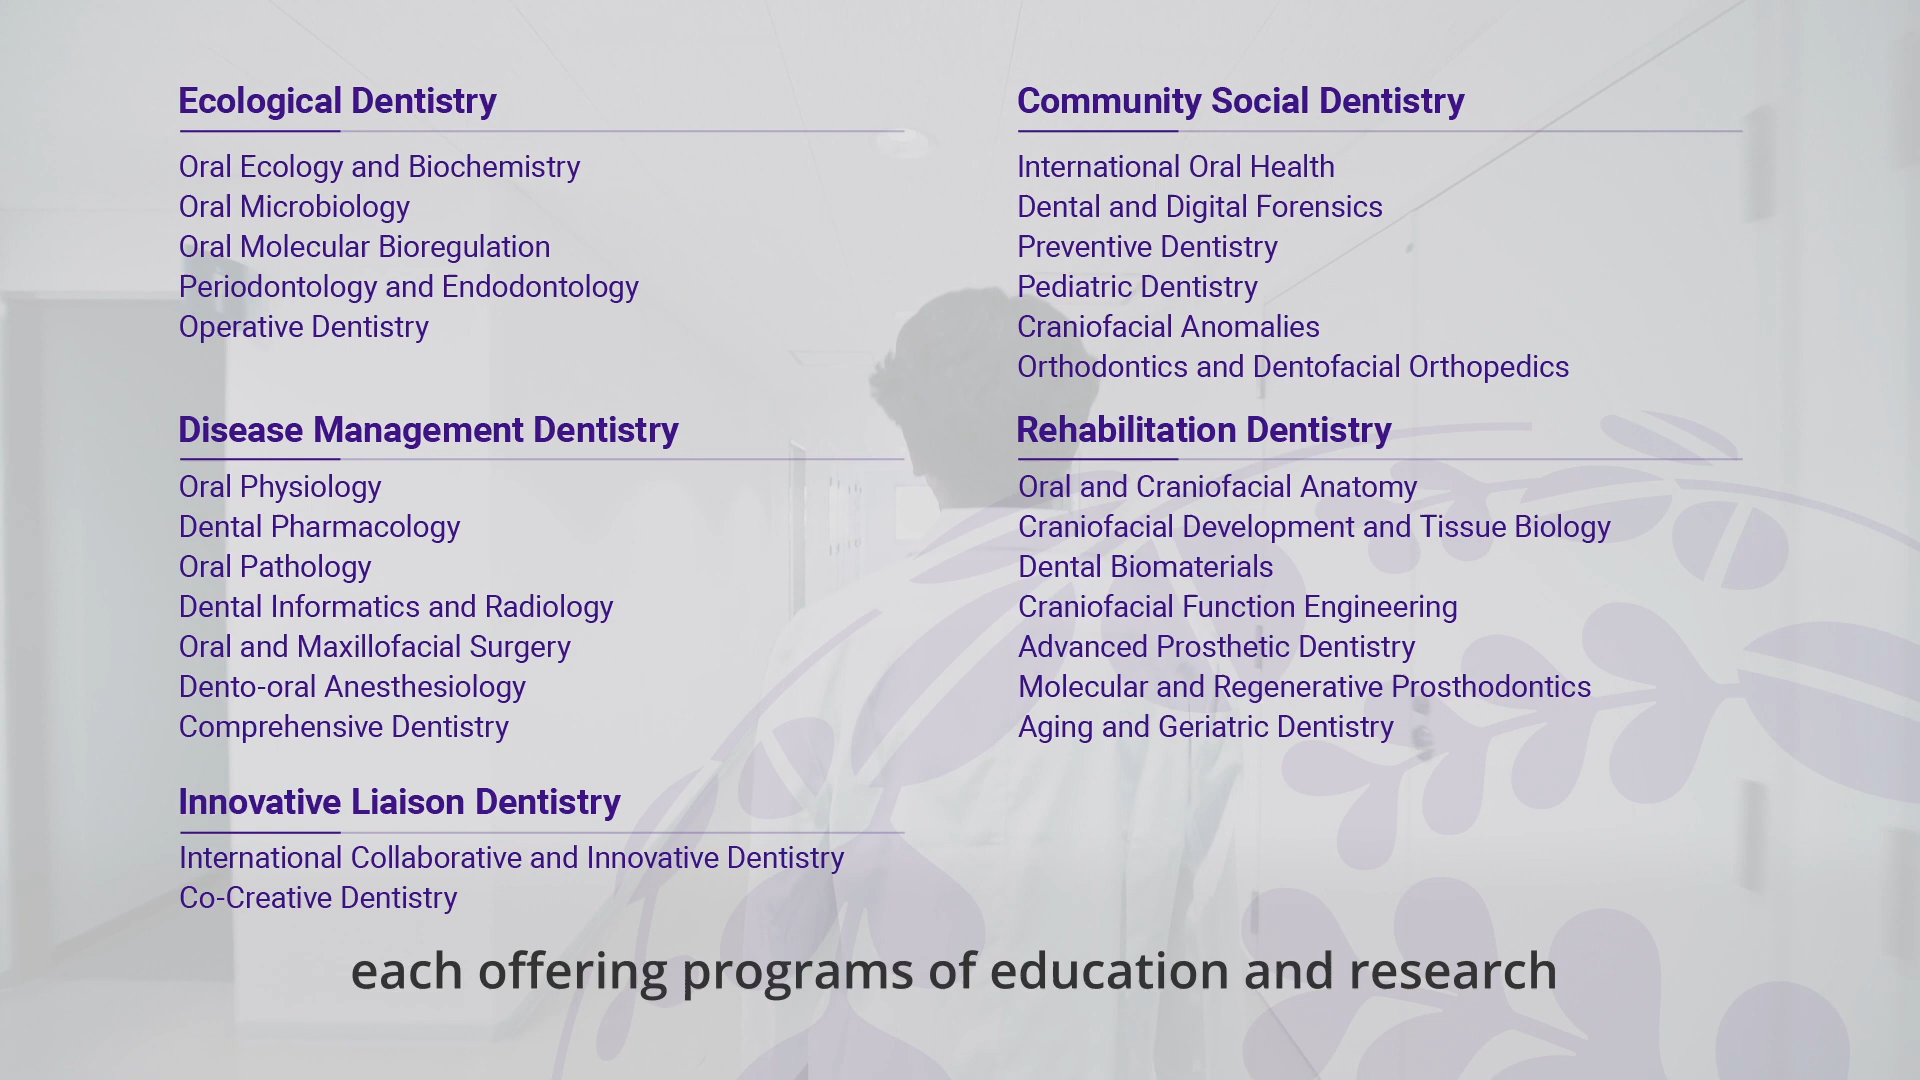 Ecological Dentistry
Oral Ecology and Biochemistry
Oral Microbiology
Oral Molecular Bioregulation
Periodontology and Endodontology
Operative Dentistry
Community Social Dentistry
International Oral Health
Dental and Digital Forensics
Preventive Dentistry
Pediatric Dentistry
Craniofacial Anomalies
Orthodontics and Dentofacial Orthopedics
Disease Management Dentistry
Oral Physiology
Dental Pharmacology
Oral Pathology
Dental Informatics and Radiology
Oral and Maxillofacial Surgery
Dento-oral Anesthesiology
Comprehensive Dentistry
Rehabilitation Dentistry
Oral and Craniofacial Anatomy
Craniofacial Development and Tissue Biology
Dental Biomaterials
Craniofacial Function Engineering
Advanced Prosthetic Dentistry
Molecular and Regenerative Prosthodontics
Aging and Geriatric Dentistry
Innovative Liaison Dentistry
International Collaborative and Innovative Dentistry
Co-Creative Dentistry
each offering programs of education and research